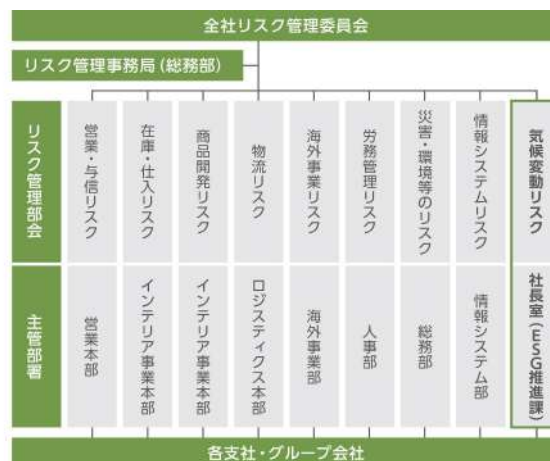 全社リスク管理委員会
リスク管理事務局（総務部）
リスク管理部会
営業・与信リスク
在庫・仕入リスク
商品開発リスク
物流リスク
海外事業リスク
労務管理リスク
災害・環境等のリスク
情報システムリスク
気候変動リスク
主管部署
営業本部
インテリア事業本部
インテリア事業本部
ロジスティクス本部
海外事業部
人事部
総務部
情報システム部
社長室（ESG推進課）
各支社・グループ会社